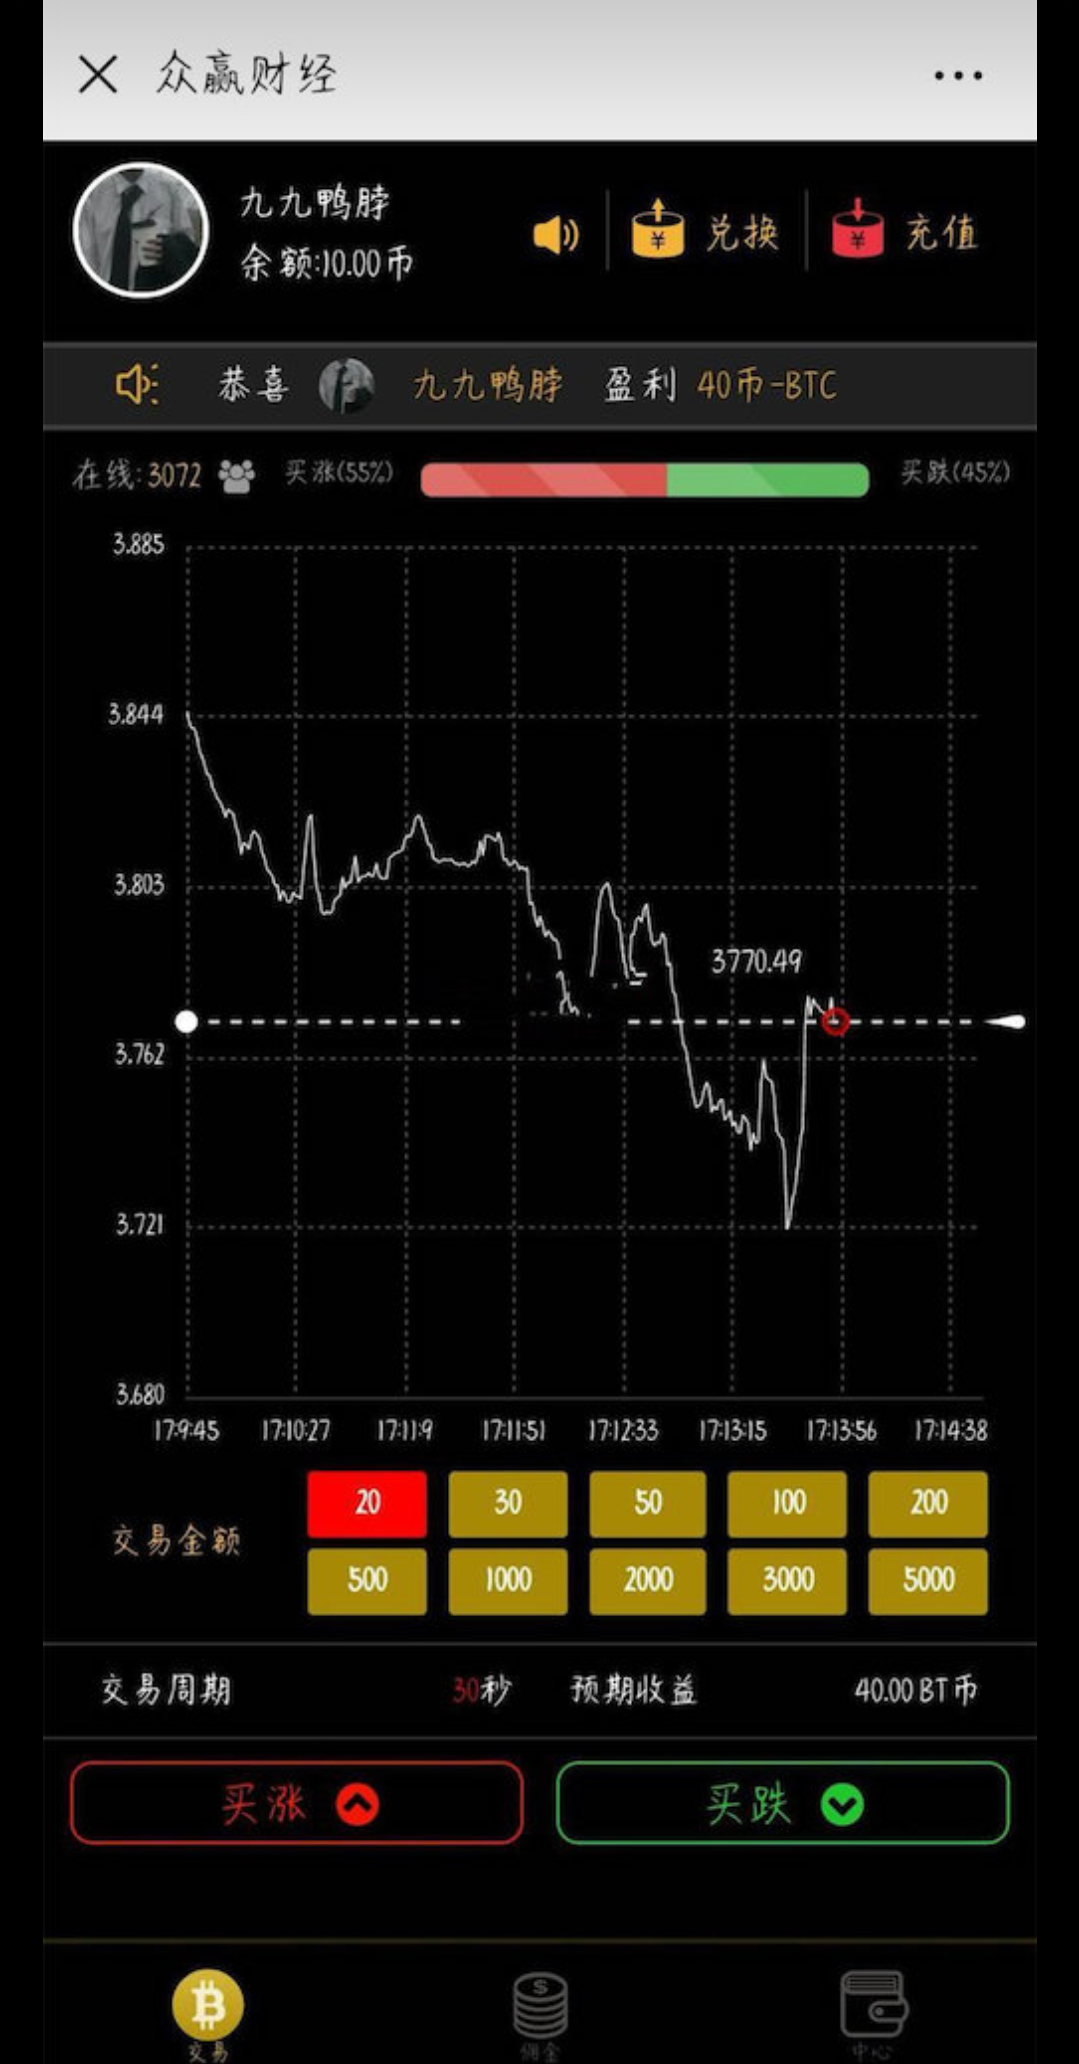 众赢财经
九九鸭脖
余额:10.00币
兑换
充值
恭喜 九九鸭脖 盈利 40币-BTC
在线:3072 买涨(55%) 买跌(45%)
3.885
3.844
3.803
3770.49
3.762
3.721
3.680
17:9:45 17:10:27 17:11:9 17:11:51 17:12:33 17:13:15 17:13:56 17:14:38
交易金额
20 30 50 100 200
500 1000 2000 3000 5000
交易周期 30秒 预期收益 40.00 BT币
买涨 买跌
交易 佣金 中心